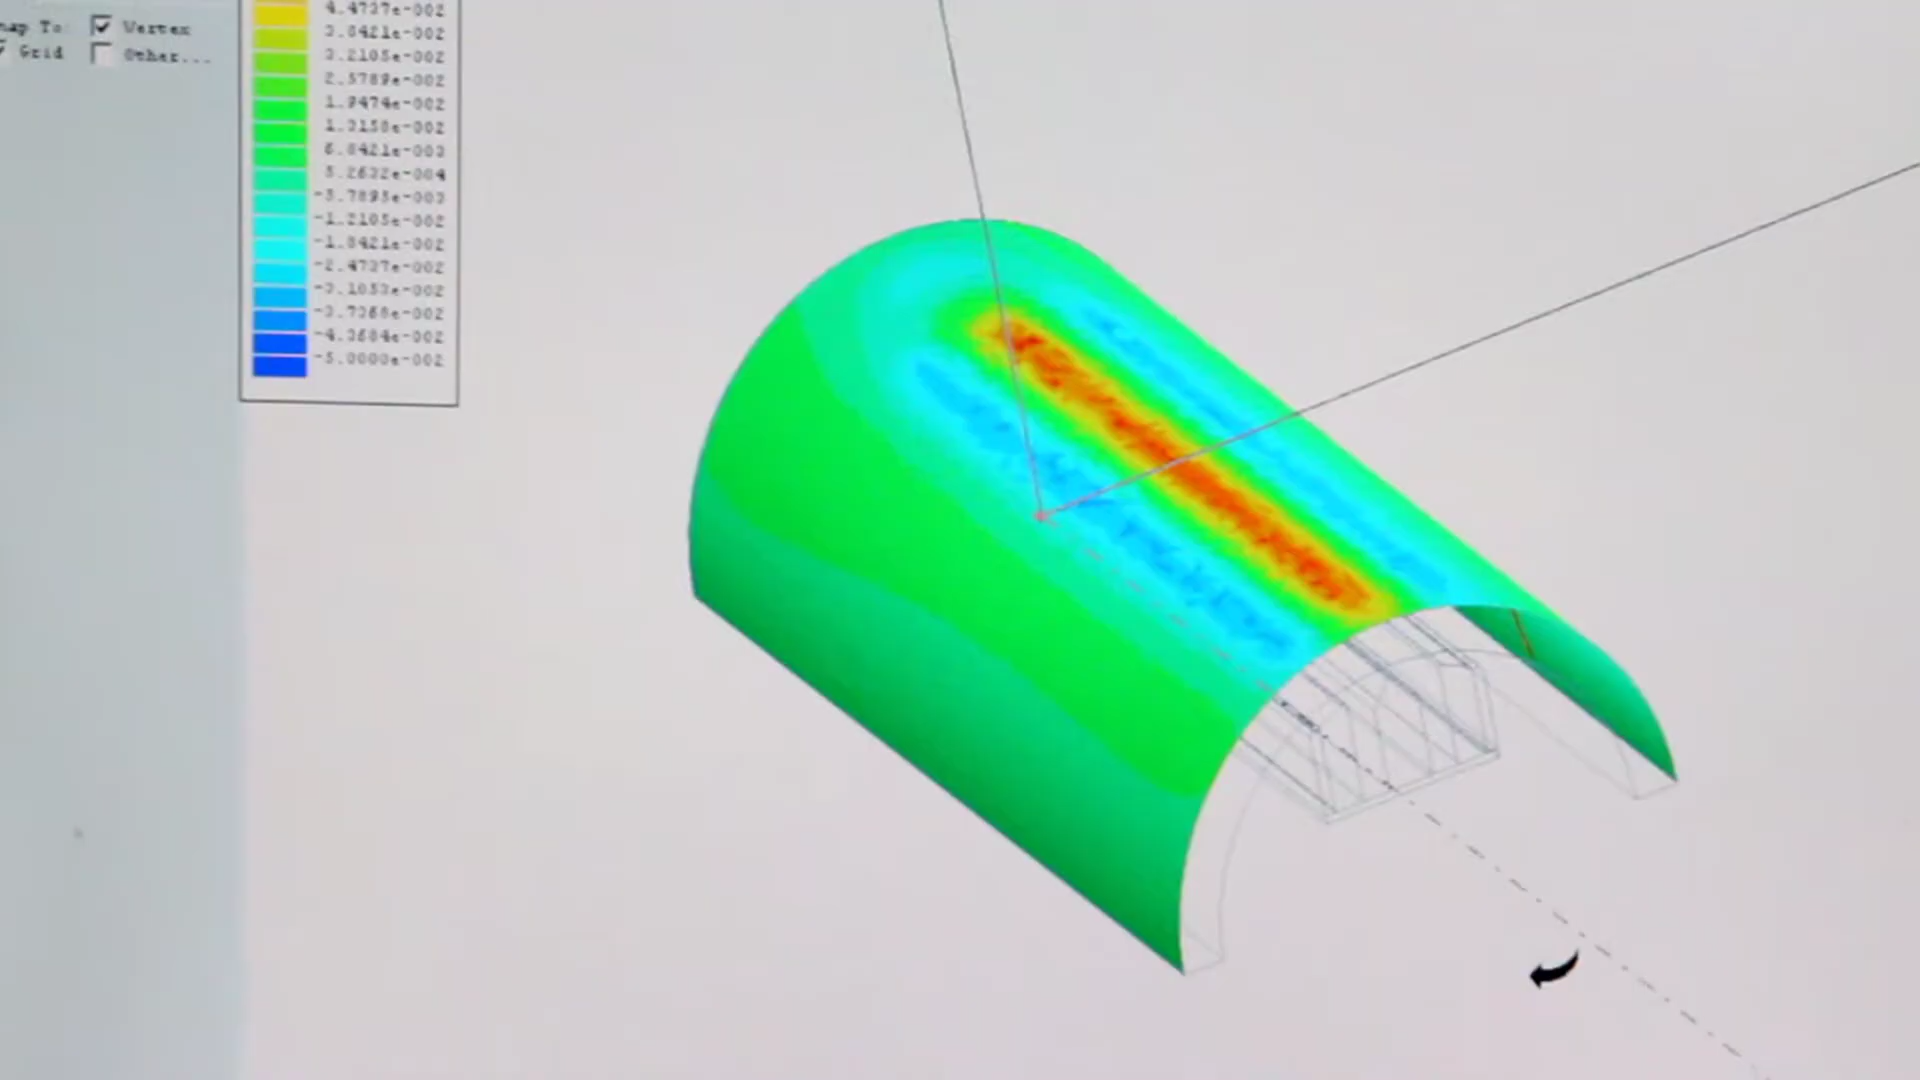 Snap To: Vertex
Grid Other...
4.4737e-002
3.8421e-002
3.2105e-002
2.5789e-002
1.9474e-002
1.3158e-002
6.8421e-003
5.2632e-004
-5.7895e-003
-1.2105e-002
-1.8421e-002
-2.4737e-002
-3.1053e-002
-3.7368e-002
-4.3684e-002
-5.0000e-002